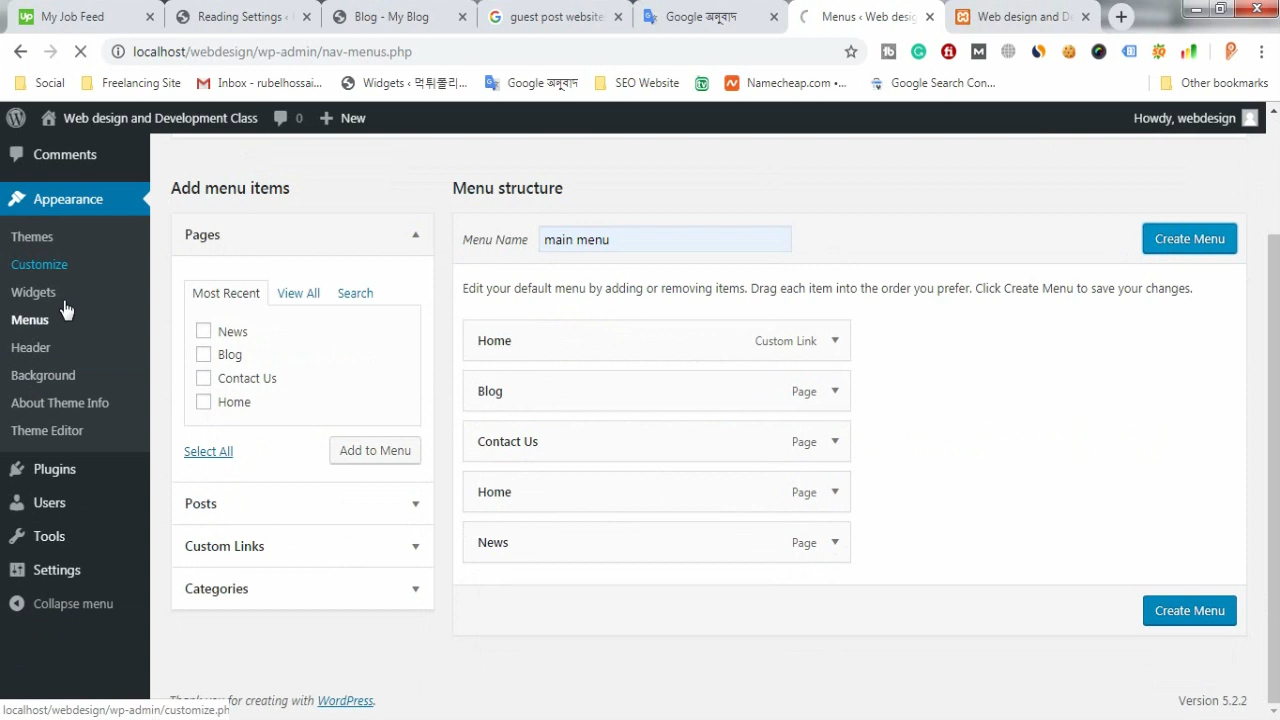 My Job Feed
Reading Settings ‹
Blog - My Blog
guest post website
Google অনুবাদ
Menus ‹ Web desig
Web design and D
localhost/webdesign/wp-admin/nav-menus.php
Social
Freelancing Site
Inbox - rubelhossai...
Widgets ‹ 먹튀폴리...
Google অনুবাদ
SEO Website
Namecheap.com •...
Google Search Con...
Other bookmarks
Web design and Development Class
0
New
Howdy, webdesign
Comments
Appearance
Themes
Customize
Widgets
Menus
Header
Background
About Theme Info
Theme Editor
Plugins
Users
Tools
Settings
Collapse menu
Add menu items
Pages
Most Recent
View All
Search
News
Blog
Contact Us
Home
Select All
Add to Menu
Posts
Custom Links
Categories
Menu structure
Menu Name
main menu
Create Menu
Edit your default menu by adding or removing items. Drag each item into the order you prefer. Click Create Menu to save your changes.
Home Custom Link
Blog Page
Contact Us Page
Home Page
News Page
Create Menu
for creating with WordPress.
Version 5.2.2
localhost/webdesign/wp-admin/customize.ph